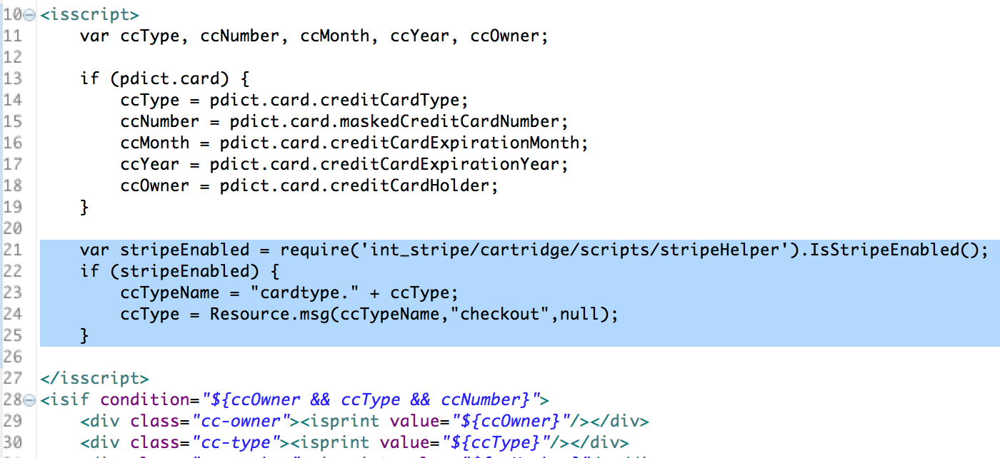 10 <isscript>
11     var ccType, ccNumber, ccMonth, ccYear, ccOwner;
12
13     if (pdict.card) {
14         ccType = pdict.card.creditCardType;
15         ccNumber = pdict.card.maskedCreditCardNumber;
16         ccMonth = pdict.card.creditCardExpirationMonth;
17         ccYear = pdict.card.creditCardExpirationYear;
18         ccOwner = pdict.card.creditCardHolder;
19     }
20
21     var stripeEnabled = require('int_stripe/cartridge/scripts/stripeHelper').IsStripeEnabled();
22     if (stripeEnabled) {
23         ccTypeName = "cardtype." + ccType;
24         ccType = Resource.msg(ccTypeName,"checkout",null);
25     }
26
27 </isscript>
28 <isif condition="${ccOwner && ccType && ccNumber}">
29     <div class="cc-owner"><isprint value="${ccOwner}"/></div>
30     <div class="cc-type"><isprint value="${ccType}"/></div>